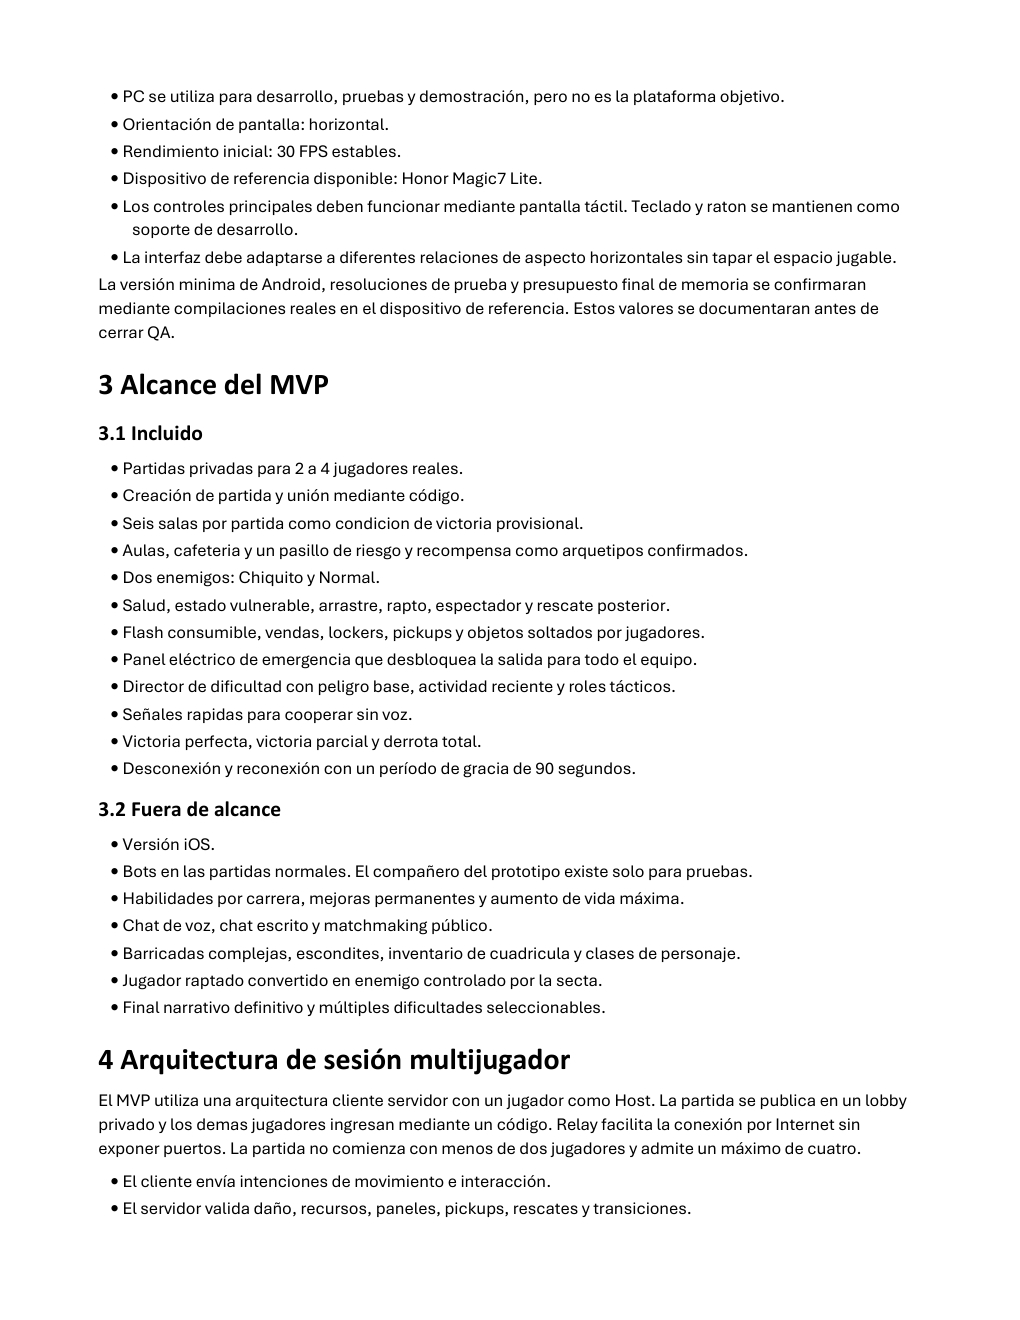 • PC se utiliza para desarrollo, pruebas y demostración, pero no es la plataforma objetivo.
• Orientación de pantalla: horizontal.
• Rendimiento inicial: 30 FPS estables.
• Dispositivo de referencia disponible: Honor Magic7 Lite.
• Los controles principales deben funcionar mediante pantalla táctil. Teclado y raton se mantienen como
soporte de desarrollo.
• La interfaz debe adaptarse a diferentes relaciones de aspecto horizontales sin tapar el espacio jugable.
La versión minima de Android, resoluciones de prueba y presupuesto final de memoria se confirmaran
mediante compilaciones reales en el dispositivo de referencia. Estos valores se documentaran antes de
cerrar QA.
3 Alcance del MVP
3.1 Incluido
• Partidas privadas para 2 a 4 jugadores reales.
• Creación de partida y unión mediante código.
• Seis salas por partida como condicion de victoria provisional.
• Aulas, cafeteria y un pasillo de riesgo y recompensa como arquetipos confirmados.
• Dos enemigos: Chiquito y Normal.
• Salud, estado vulnerable, arrastre, rapto, espectador y rescate posterior.
• Flash consumible, vendas, lockers, pickups y objetos soltados por jugadores.
• Panel eléctrico de emergencia que desbloquea la salida para todo el equipo.
• Director de dificultad con peligro base, actividad reciente y roles tácticos.
• Señales rapidas para cooperar sin voz.
• Victoria perfecta, victoria parcial y derrota total.
• Desconexión y reconexión con un período de gracia de 90 segundos.
3.2 Fuera de alcance
• Versión iOS.
• Bots en las partidas normales. El compañero del prototipo existe solo para pruebas.
• Habilidades por carrera, mejoras permanentes y aumento de vida máxima.
• Chat de voz, chat escrito y matchmaking público.
• Barricadas complejas, escondites, inventario de cuadricula y clases de personaje.
• Jugador raptado convertido en enemigo controlado por la secta.
• Final narrativo definitivo y múltiples dificultades seleccionables.
4 Arquitectura de sesión multijugador
El MVP utiliza una arquitectura cliente servidor con un jugador como Host. La partida se publica en un lobby
privado y los demas jugadores ingresan mediante un código. Relay facilita la conexión por Internet sin
exponer puertos. La partida no comienza con menos de dos jugadores y admite un máximo de cuatro.
• El cliente envía intenciones de movimiento e interacción.
• El servidor valida daño, recursos, paneles, pickups, rescates y transiciones.